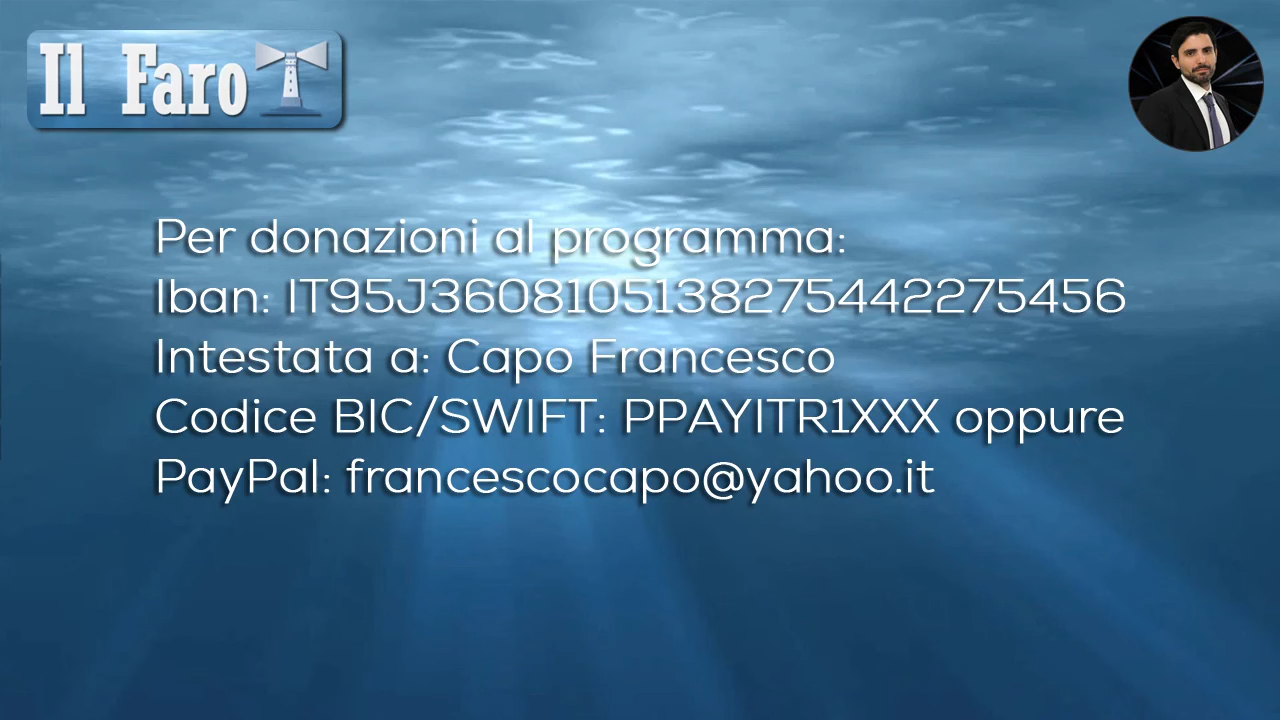 Il Faro
Per donazioni al programma:
Iban: IT95J3608105138275442275456
Intestata a: Capo Francesco
Codice BIC/SWIFT: PPAYITR1XXX oppure
PayPal: francescocapo@yahoo.it